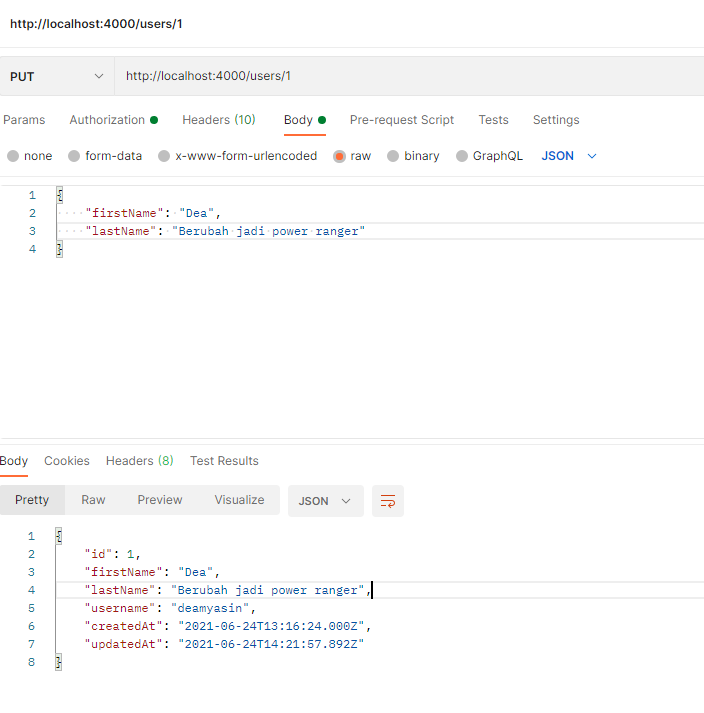 http://localhost:4000/users/1
PUT http://localhost:4000/users/1
Params Authorization Headers (10) Body Pre-request Script Tests Settings
none form-data x-www-form-urlencoded raw binary GraphQL JSON
1 {
2 "firstName": "Dea",
3 "lastName": "Berubah jadi power ranger"
4 }
Body Cookies Headers (8) Test Results
Pretty Raw Preview Visualize JSON
1 {
2 "id": 1,
3 "firstName": "Dea",
4 "lastName": "Berubah jadi power ranger",
5 "username": "deamyasin",
6 "createdAt": "2021-06-24T13:16:24.000Z",
7 "updatedAt": "2021-06-24T14:21:57.892Z"
8 }